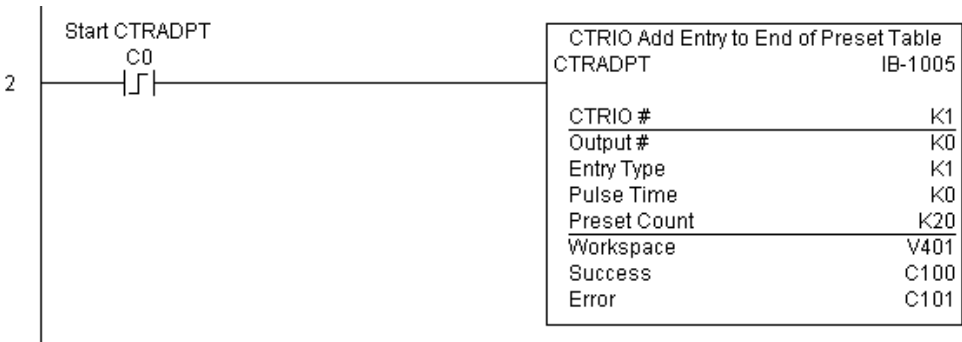 Start CTRADPT
C0
2
CTRIO Add Entry to End of Preset Table
CTRADPT IB-1005
CTRIO # K1
Output # K0
Entry Type K1
Pulse Time K0
Preset Count K20
Workspace V401
Success C100
Error C101